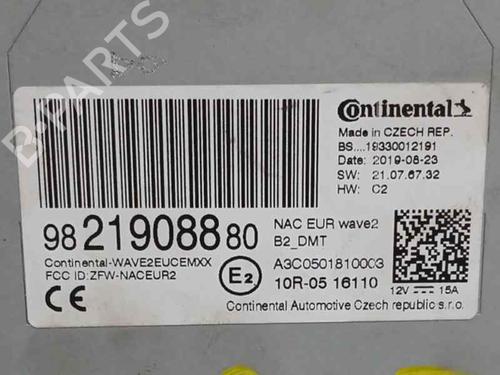 Continental
Made in CZECH REP.
BS....19330012191
Date: 2019-08-23
SW: 21.07.67.32
HW: C2
98 219088 80
NAC EUR wave2
B2_DMT
Continental-WAVE2EUCEMXX
FCC ID:ZFW-NACEUR2
E2
A3C0501810003
10R-05 16110
12V 15A
CE
Continental Automotive Czech republic s.r.o.
B-PARTS